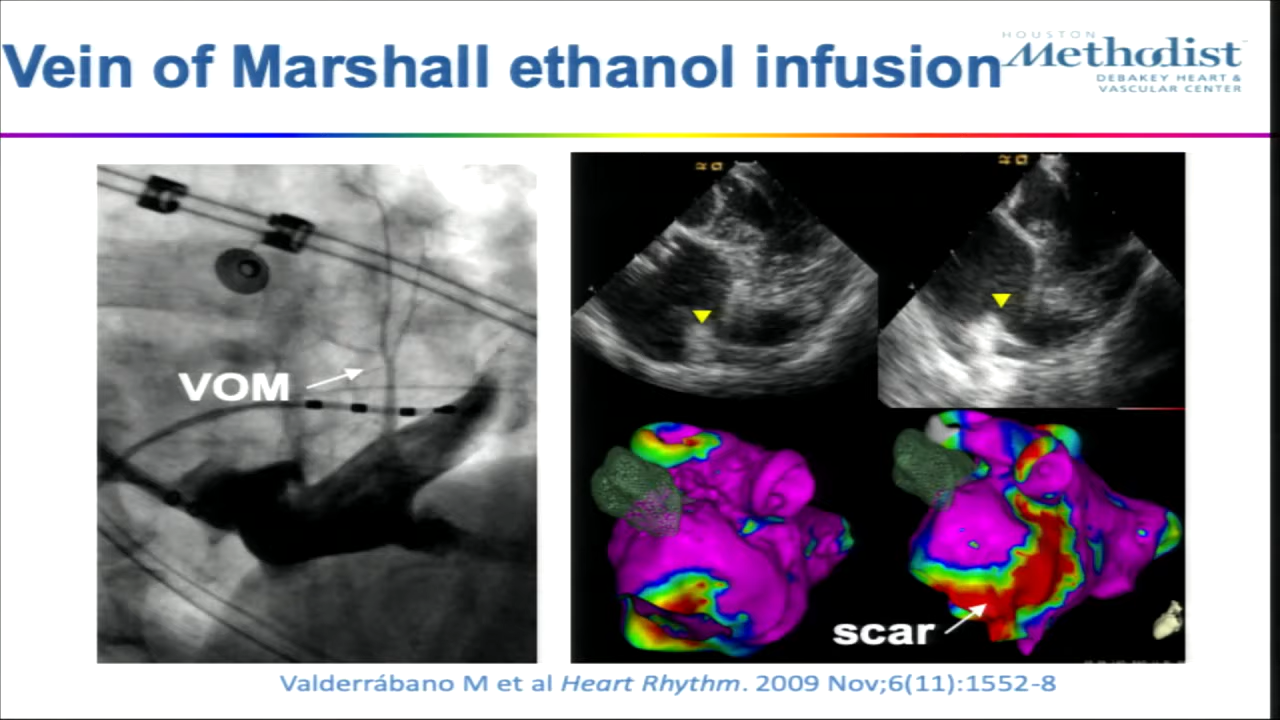 Vein of Marshall ethanol infusion
HOUSTON
Methodist
DEBAKEY HEART &
VASCULAR CENTER
VOM
scar
Valderrábano M et al Heart Rhythm. 2009 Nov;6(11):1552-8